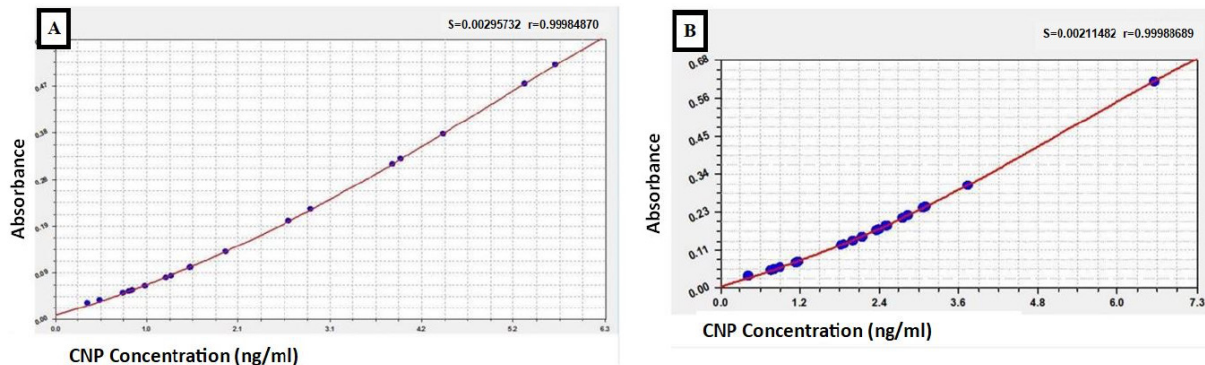 A
S=0.00295732 r=0.99984870
0.47
0.38
0.28
0.19
0.09
0.00
0.0 1.0 2.1 3.1 4.2 5.2 6.3
Absorbance
CNP Concentration (ng/ml)
B
S=0.00211482 r=0.99988689
0.68
0.56
0.45
0.34
0.23
0.11
0.00
0.0 1.2 2.4 3.6 4.8 6.0 7.3
Absorbance
CNP Concentration (ng/ml)